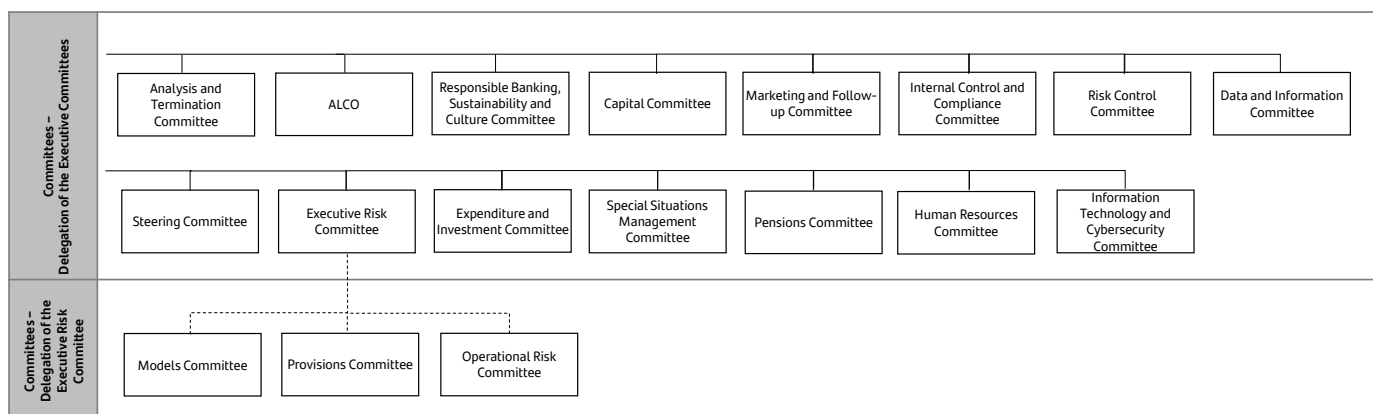 Committees –
Delegation of the Executive Committees
Analysis and
Termination
Committee
ALCO
Responsible Banking,
Sustainability and
Culture Committee
Capital Committee
Marketing and Follow-
up Committee
Internal Control and
Compliance
Committee
Risk Control
Committee
Data and Information
Committee
Steering Committee
Executive Risk
Committee
Expenditure and
Investment Committee
Special Situations
Management
Committee
Pensions Committee
Human Resources
Committee
Information
Technology and
Cybersecurity
Committee
Committees –
Delegation of the
Executive Risk
Committee
Models Committee
Provisions Committee
Operational Risk
Committee